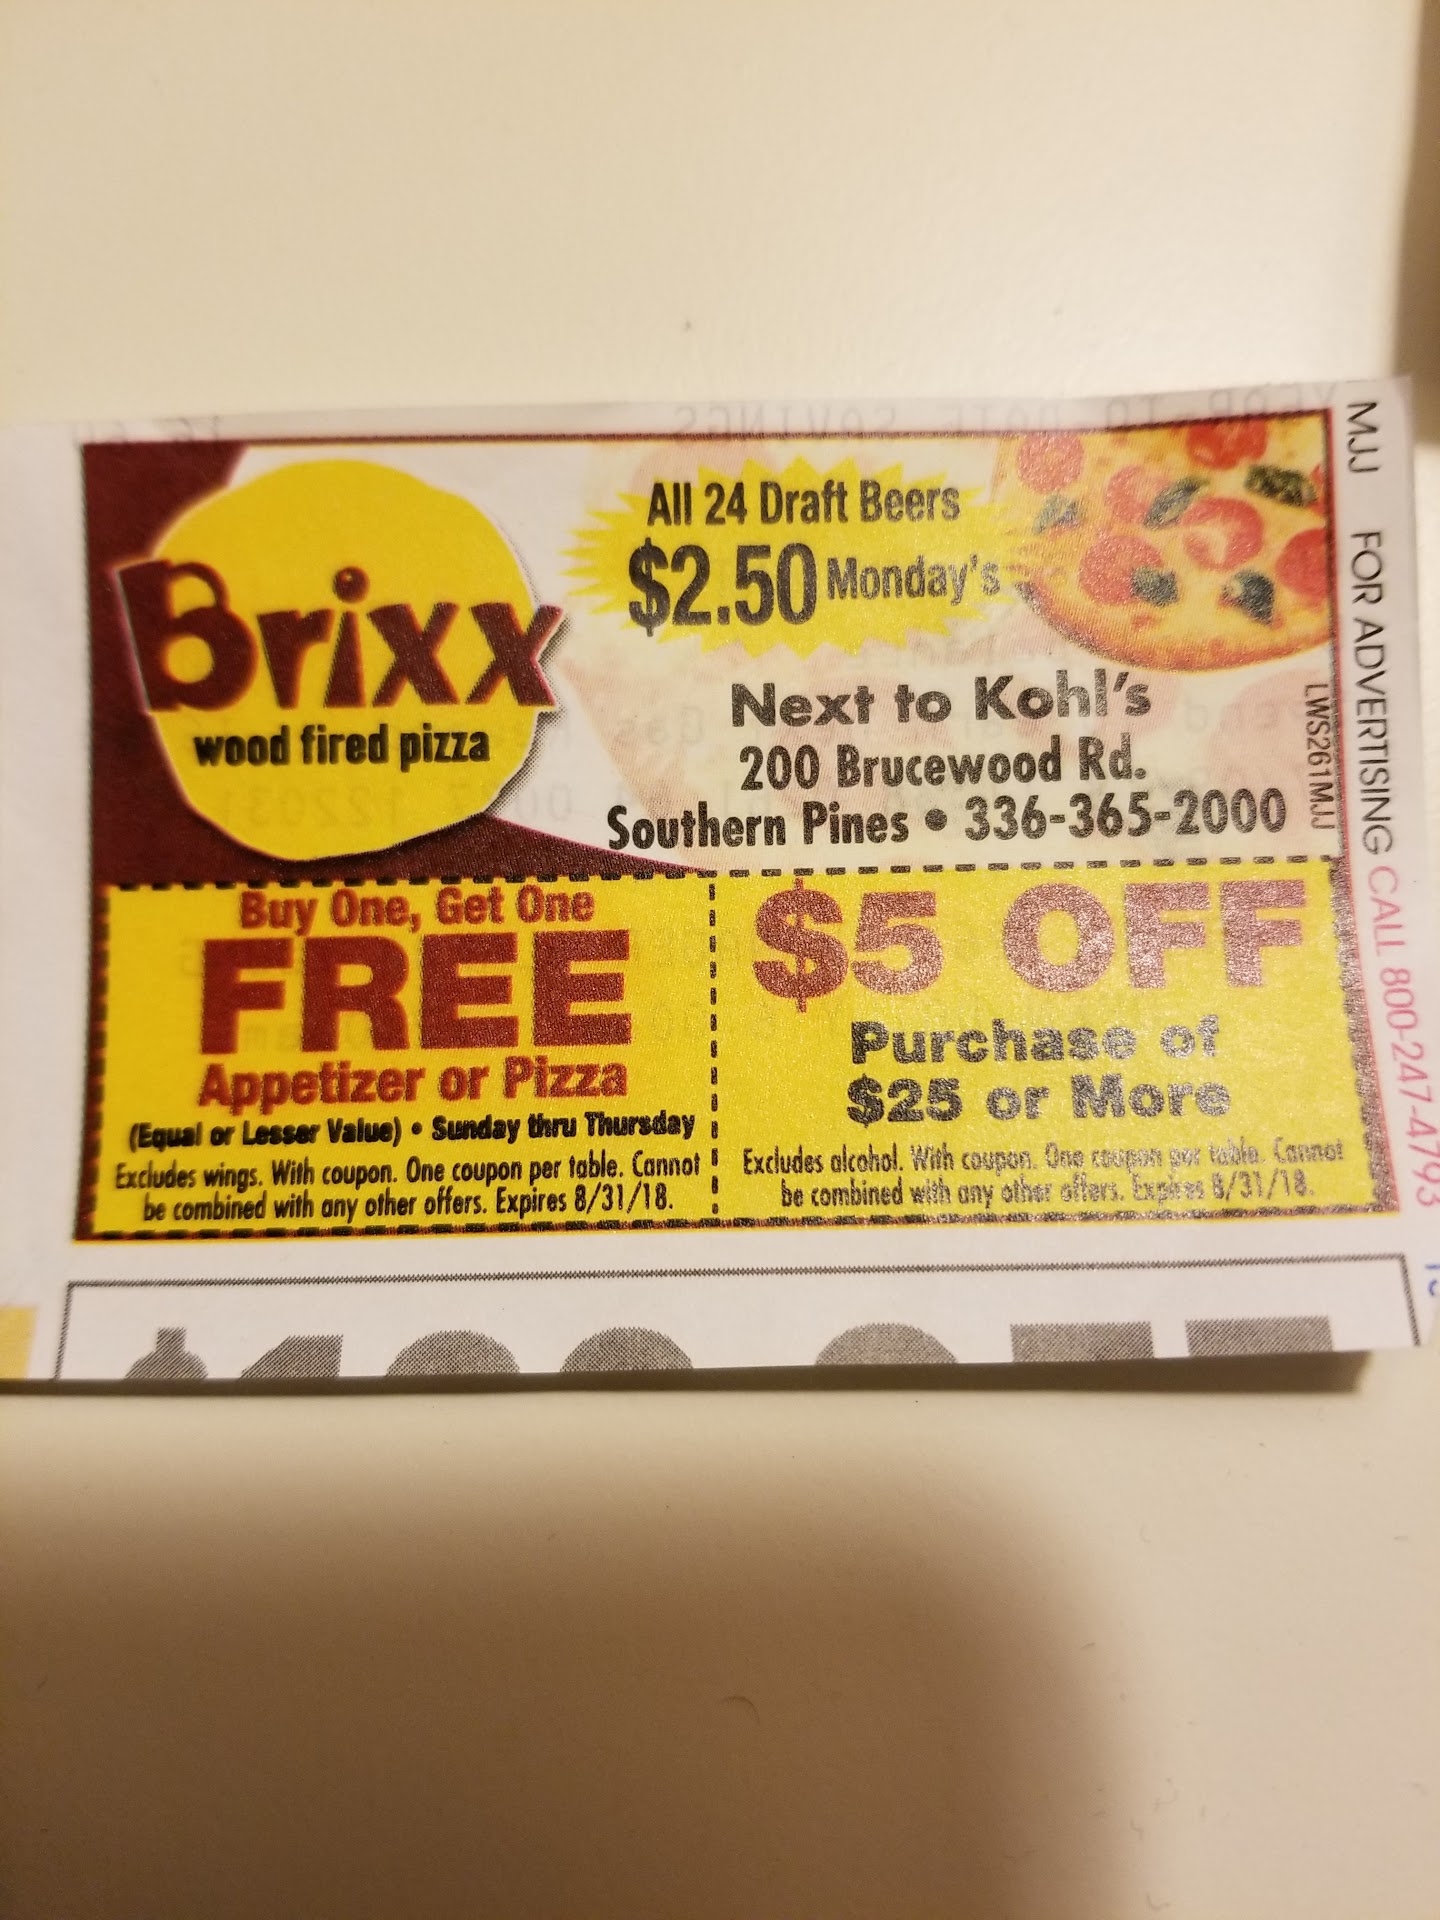 Brixx
wood fired pizza
All 24 Draft Beers
$2.50 Monday's
Next to Kohl's
200 Brucewood Rd.
Southern Pines • 336-365-2000
Buy One, Get One
FREE
Appetizer or Pizza
(Equal or Lesser Value) • Sunday thru Thursday
Excludes wings. With coupon. One coupon per table. Cannot
be combined with any other offers. Expires 8/31/18.
$5 OFF
Purchase of
$25 or More
Excludes alcohol. With coupon. One coupon per table. Cannot
be combined with any other offers. Expires 8/31/18.
MJJ FOR ADVERTISING CALL 800-247-4793
LWS261MJJ